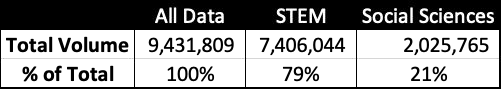 All Data STEM Social Sciences
Total Volume 9,431,809 7,406,044 2,025,765
% of Total 100% 79% 21%